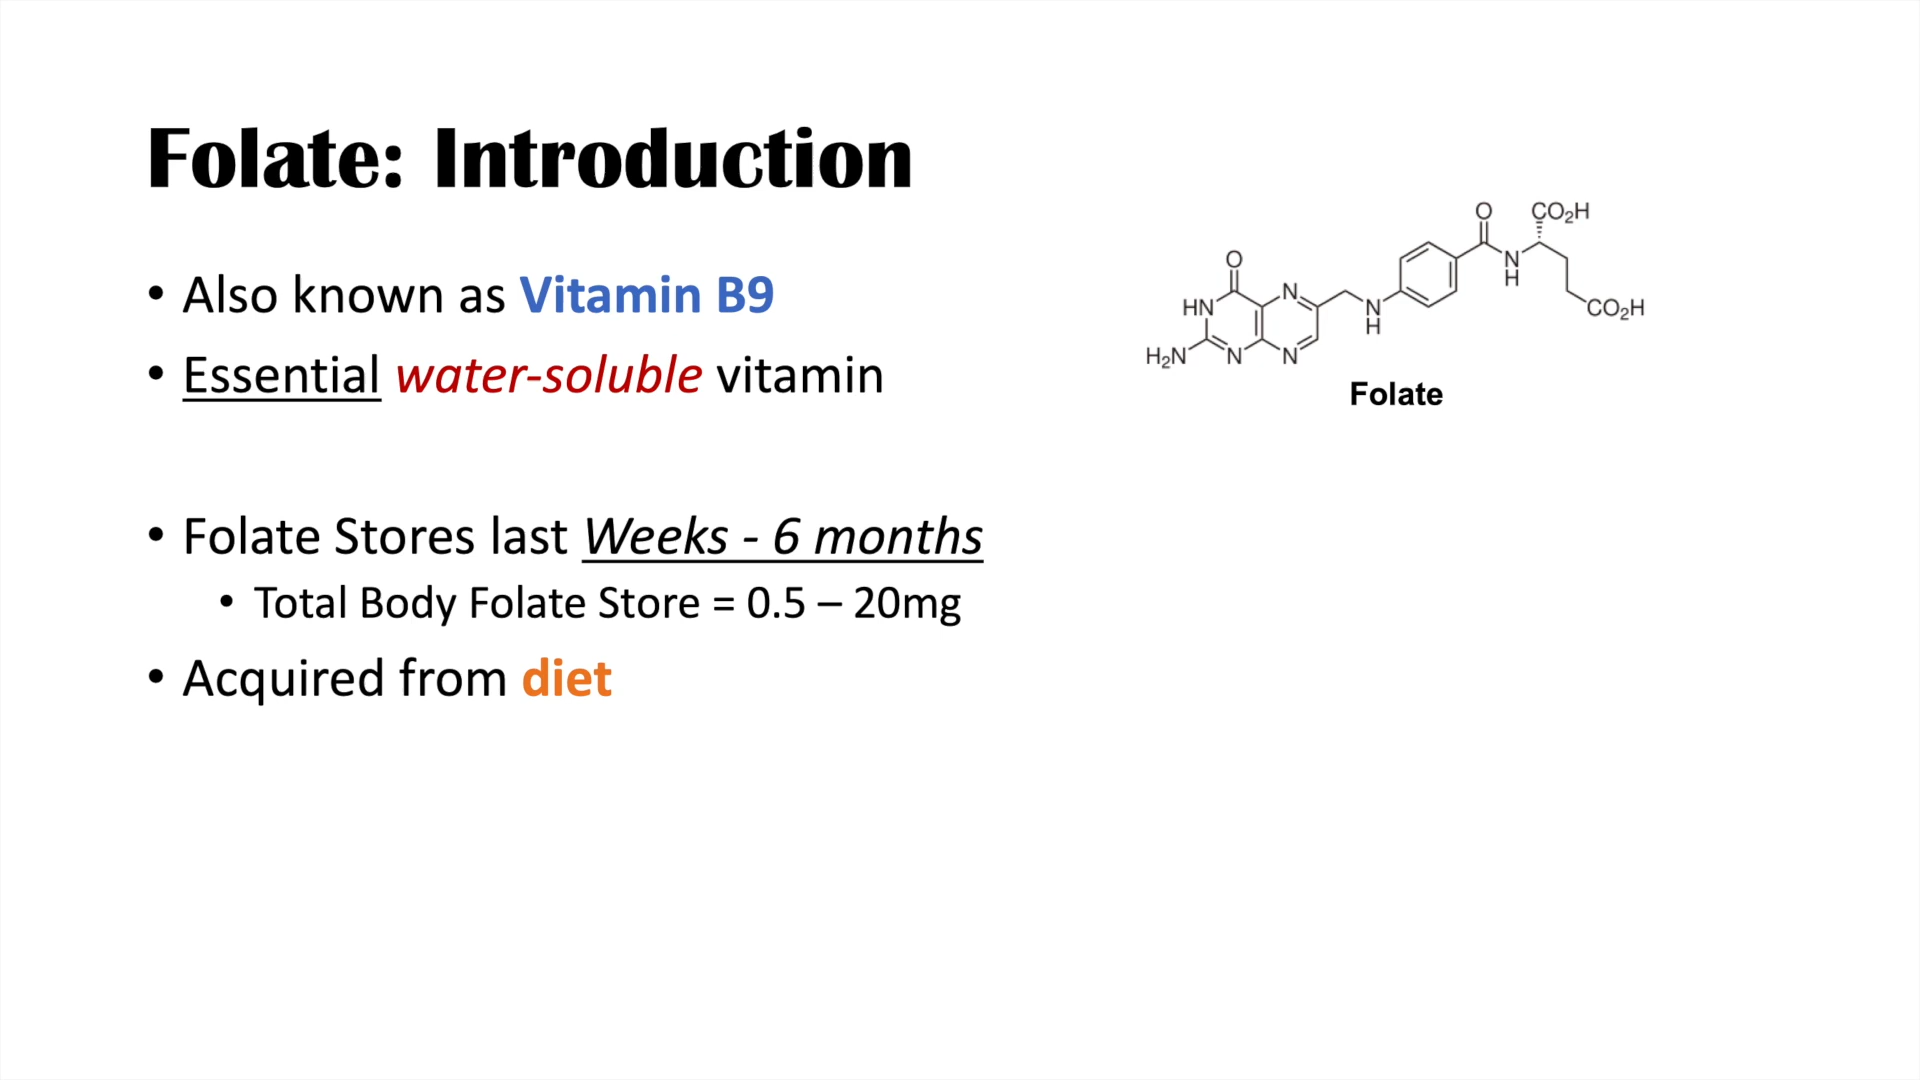 Folate: Introduction
• Also known as Vitamin B9
• Essential water-soluble vitamin
• Folate Stores last Weeks - 6 months
• Total Body Folate Store = 0.5 – 20mg
• Acquired from diet
O
CO₂H
O
N
H
HN
N
N
H
CO₂H
H₂N
N
N
Folate